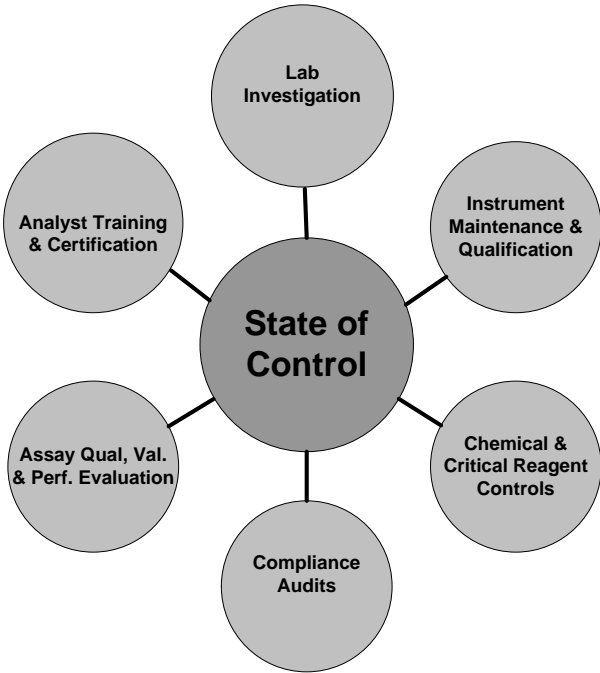 Lab
Investigation
Analyst Training
& Certification
Instrument
Maintenance &
Qualification
State of
Control
Assay Qual, Val.
& Perf. Evaluation
Chemical &
Critical Reagent
Controls
Compliance
Audits